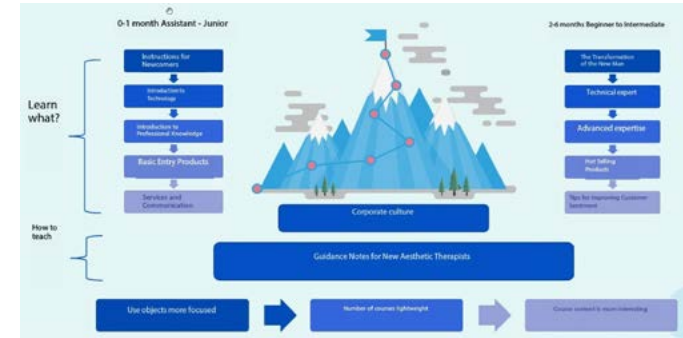 0-1 month Assistant - Junior
2-6 months Beginner to Intermediate
Learn
what?
Instructions for
Newcomers
Introduction to
Technology
Introduction to
Professional Knowledge
Basic Entry Products
Services and
Communication
The Transformation
of the New Man
Technical expert
Advanced expertise
Hot Selling
Products
Tips for Improving Customer
Sentiment
Corporate culture
How to
teach
Guidance Notes for New Aesthetic Therapists
Use objects more focused
Number of courses lightweight
Course content is more interesting